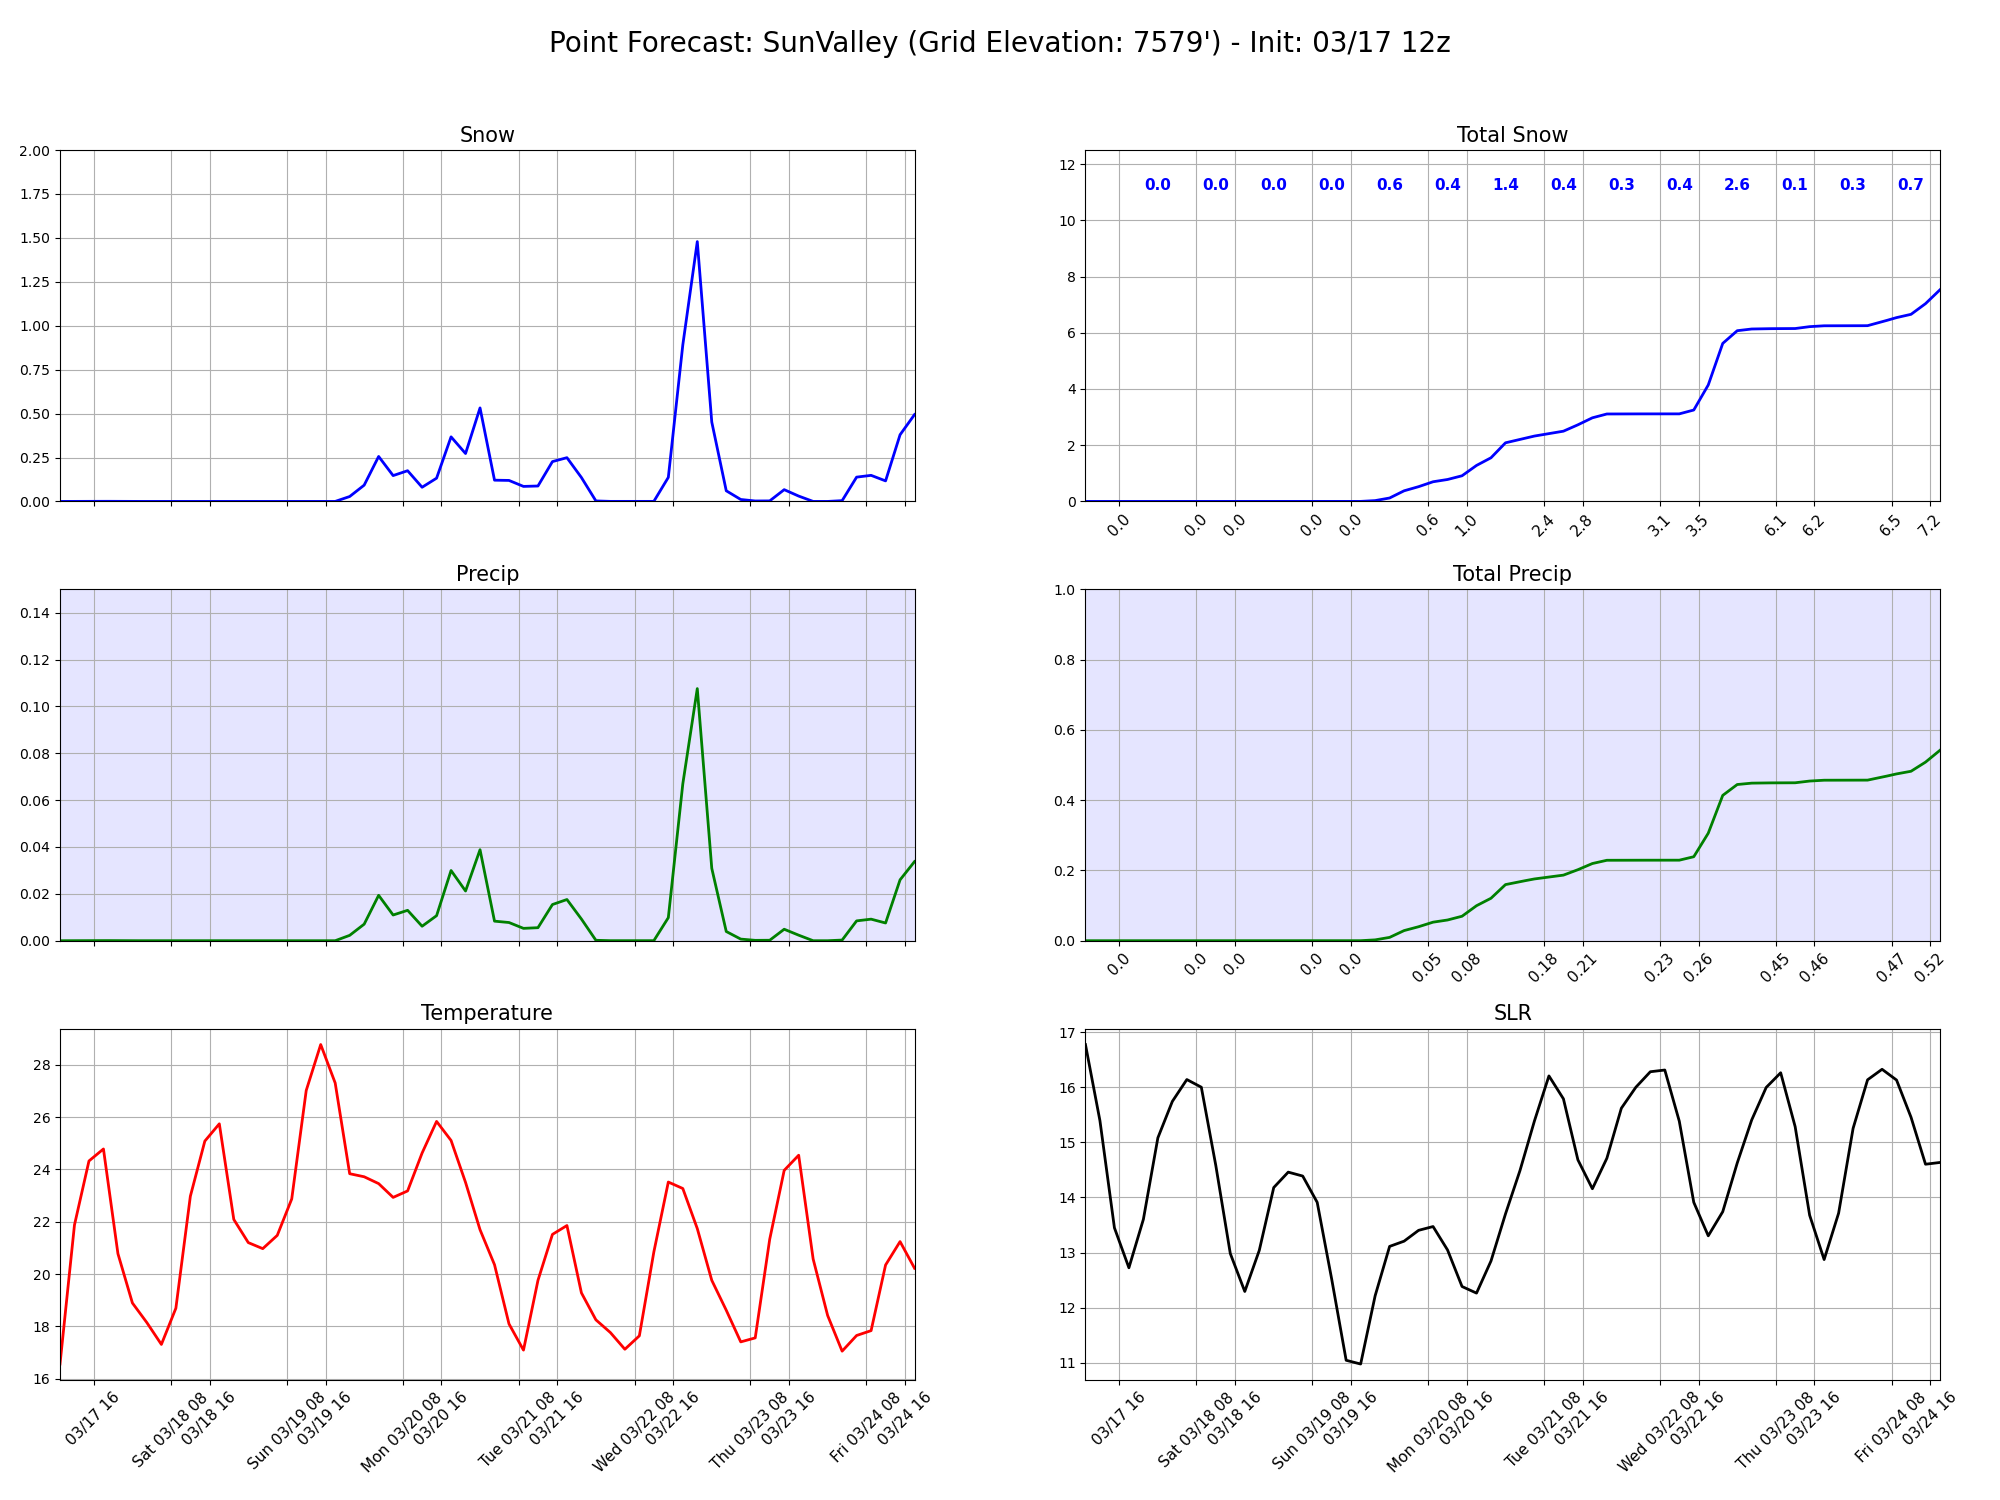 Point Forecast: SunValley (Grid Elevation: 7579') - Init: 03/17 12z
Snow
2.00
1.75
1.50
1.25
1.00
0.75
0.50
0.25
0.00
Total Snow
12
10
8
6
4
2
0
0.0 0.0 0.0 0.0 0.6 0.4 1.4 0.4 0.3 0.4 2.6 0.1 0.3 0.7
0.0 0.0 0.0 0.0 0.0 0.6 1.0 2.4 2.8 3.1 3.5 6.1 6.2 6.5 7.2
Precip
0.14
0.12
0.10
0.08
0.06
0.04
0.02
0.00
Total Precip
1.0
0.8
0.6
0.4
0.2
0.0
0.0 0.0 0.0 0.0 0.0 0.05 0.08 0.18 0.21 0.23 0.26 0.45 0.46 0.47 0.52
Temperature
28
26
24
22
20
18
16
03/17 16
Sat 03/18 08
03/18 16
Sun 03/19 08
03/19 16
Mon 03/20 08
03/20 16
Tue 03/21 08
03/21 16
Wed 03/22 08
03/22 16
Thu 03/23 08
03/23 16
Fri 03/24 08
03/24 16
SLR
17
16
15
14
13
12
11
03/17 16
Sat 03/18 08
03/18 16
Sun 03/19 08
03/19 16
Mon 03/20 08
03/20 16
Tue 03/21 08
03/21 16
Wed 03/22 08
03/22 16
Thu 03/23 08
03/23 16
Fri 03/24 08
03/24 16